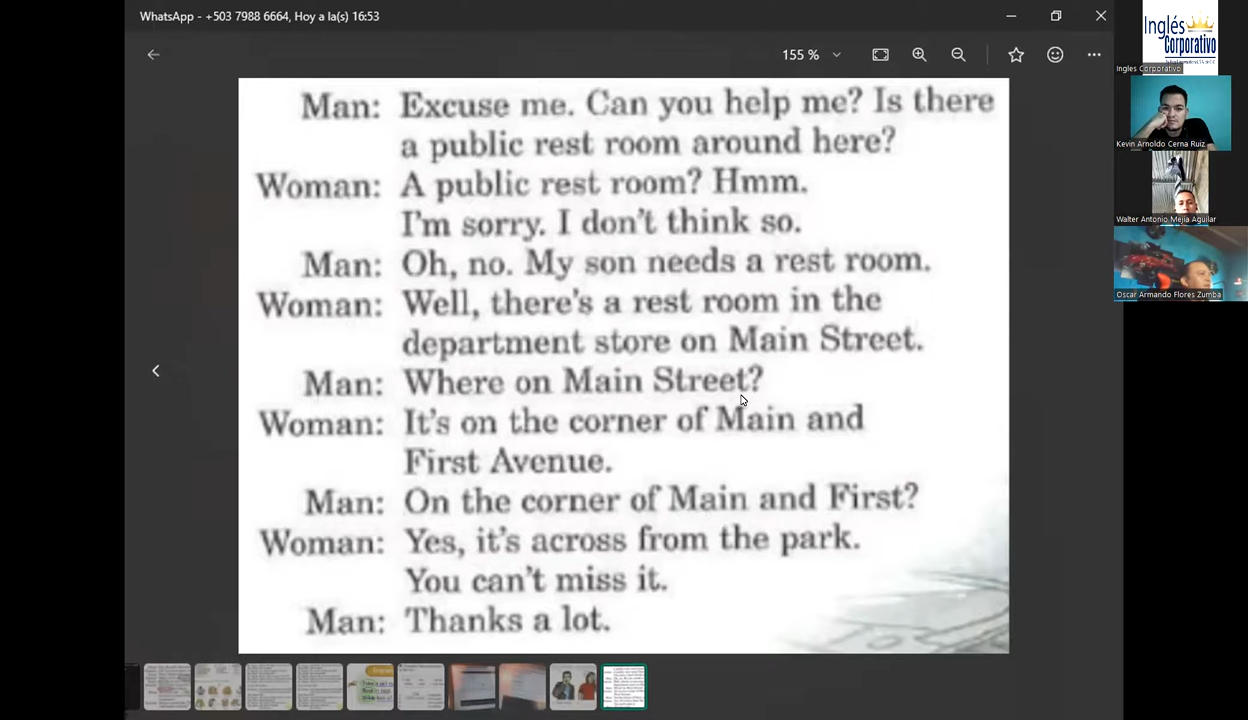 WhatsApp - +503 7988 6664, Hoy a la(s) 16:53
155 %
Man: Excuse me. Can you help me? Is there
a public rest room around here?
Woman: A public rest room? Hmm.
I'm sorry. I don't think so.
Man: Oh, no. My son needs a rest room.
Woman: Well, there's a rest room in the
department store on Main Street.
Man: Where on Main Street?
Woman: It's on the corner of Main and
First Avenue.
Man: On the corner of Main and First?
Woman: Yes, it's across from the park.
You can't miss it.
Man: Thanks a lot.
Inglés
Corporativo
Ingles Corporativo
Kevin Arnoldo Cerna Ruiz
Walter Antonio Mejia Aguilar
Oscar Armando Flores Zumba